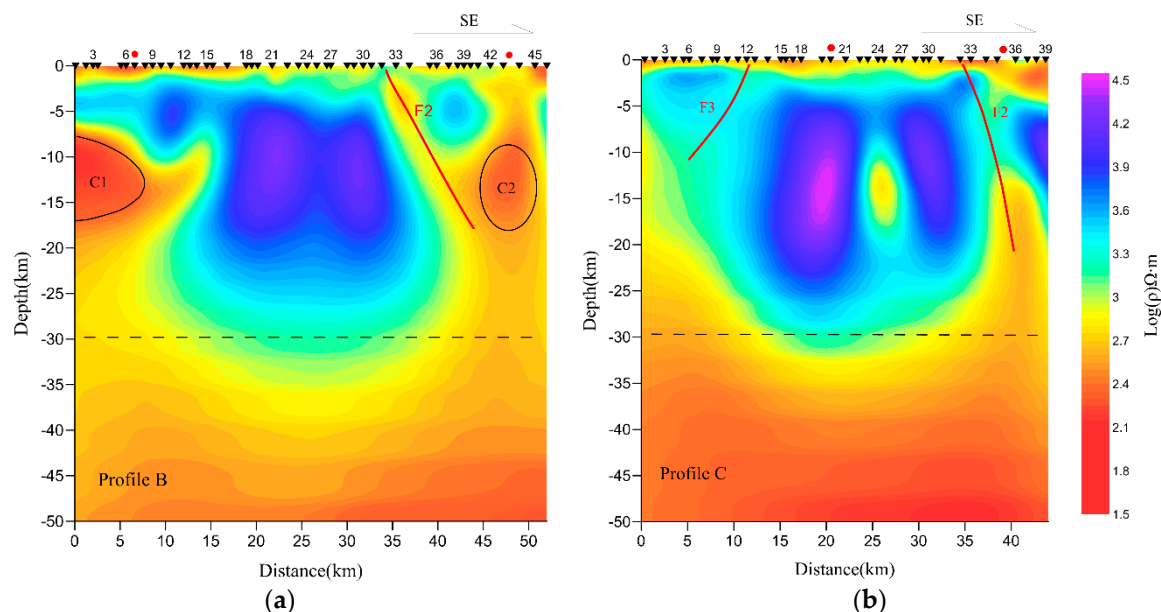 SE
3 6 9 12 13 15 18 21 24 27 30 33 36 39 42 45
0
-5
-10
-15
-20
-25
-30
-35
-40
-45
-50
Depth(km)
F2
C1
C2
Profile B
0 5 10 15 20 25 30 35 40 45 50
Distance(km)
(a)
SE
3 6 9 12 15 18 21 24 27 30 33 36 39
0
-5
-10
-15
-20
-25
-30
-35
-40
-45
-50
Depth(km)
F3
F2
Profile C
0 5 10 15 20 25 30 35 40
Distance(km)
(b)
4.5
4.2
3.9
3.6
3.3
3.0
2.7
2.4
2.1
1.8
1.5
Log(ρ)Ω·m